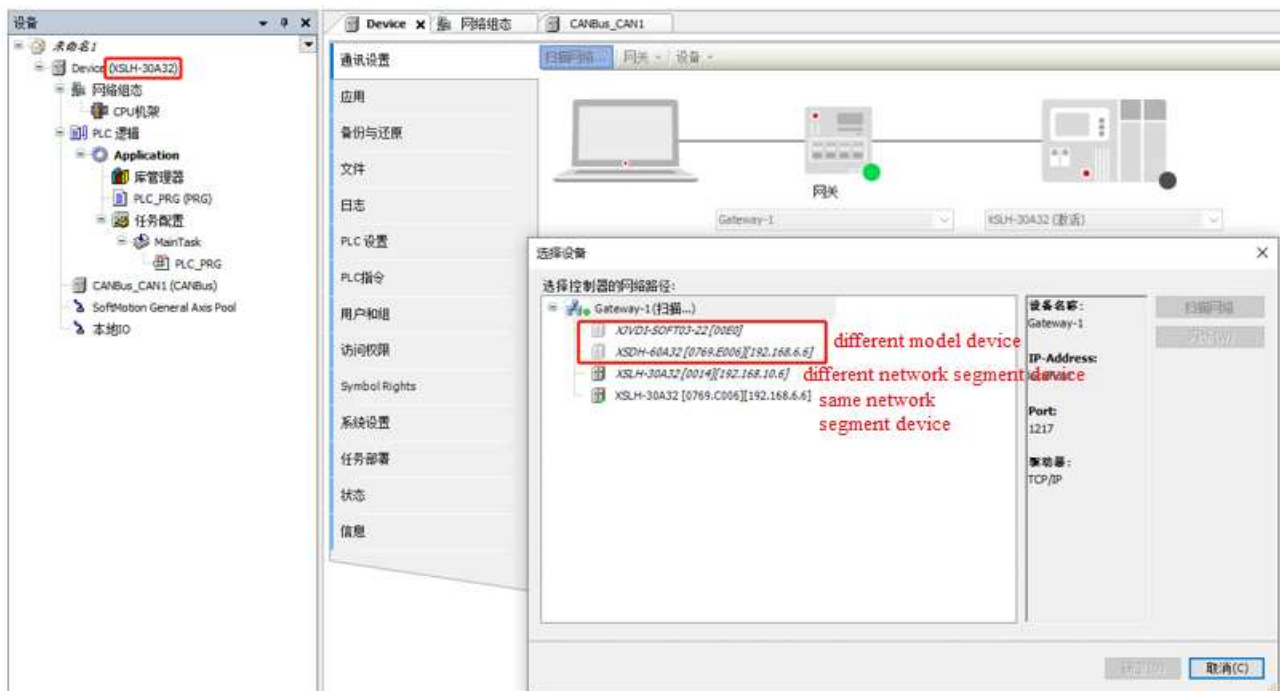 设备
未命名1
Device (XSLH-30A32)
网络组态
CPU机架
PLC 逻辑
Application
库管理器
PLC_PRG (PRG)
任务配置
MainTask
PLC_PRG
CANBus_CAN1 (CANBus)
SoftMotion General Axis Pool
本地IO
Device
网络组态
CANBus_CAN1
通讯设置
应用
备份与还原
文件
日志
PLC 设置
PLC指令
用户和组
访问权限
Symbol Rights
系统设置
任务部署
状态
信息
扫描网络...
网关
设备
网关
Gateway-1
XSLH-30A32 (激活)
选择设备
选择控制器的网络路径:
Gateway-1(扫描...)
XJVDI-SOFT03-22 [00E0]
XSDH-60A32 [0769.E006][192.168.6.6]
XSLH-30A32 [0014][192.168.10.6]
XSLH-30A32 [0769.C006][192.168.6.6]
different model device
different network segment device
same network
segment device
设备名称:
Gateway-1
IP-Address:
Port:
1217
驱动器:
TCP/IP
扫描网络
取消(C)